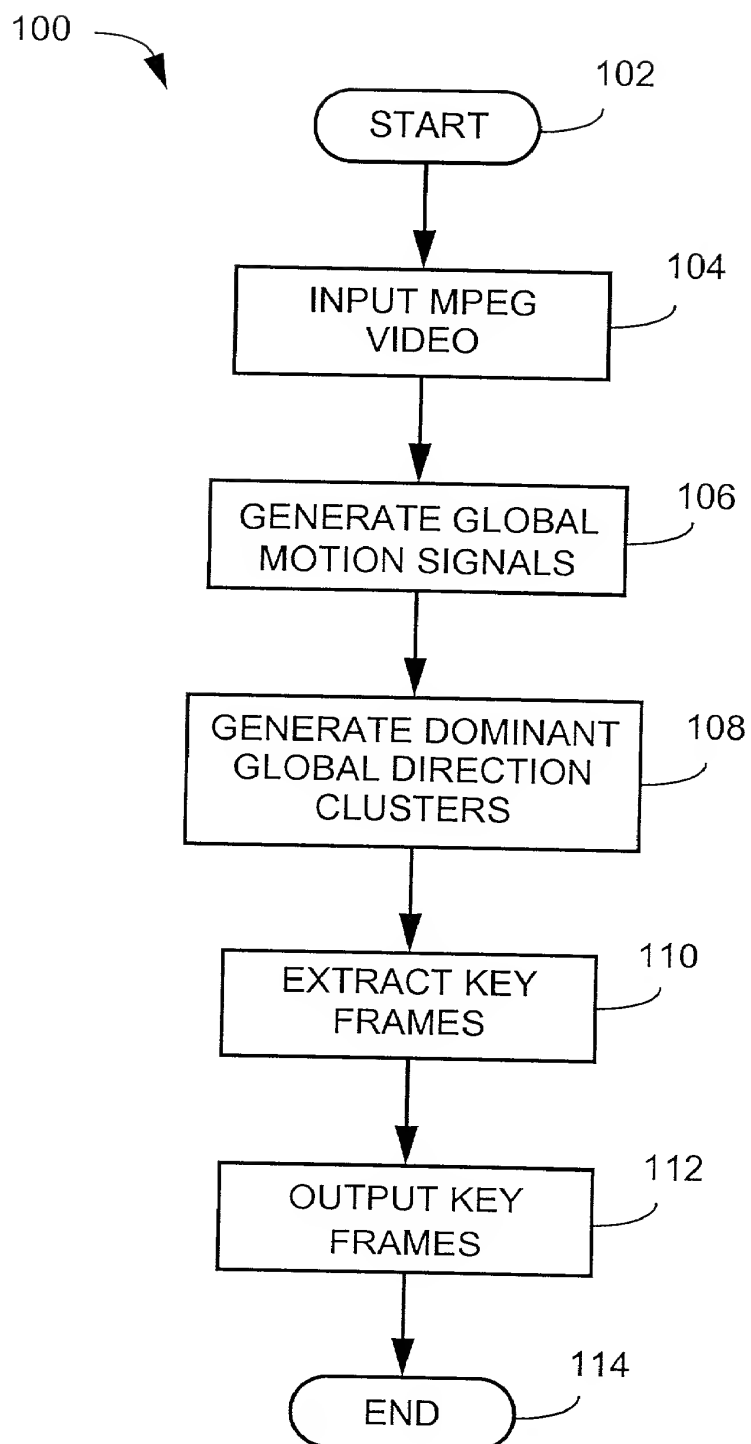 100
102
START
104
INPUT MPEG
VIDEO
106
GENERATE GLOBAL
MOTION SIGNALS
108
GENERATE DOMINANT
GLOBAL DIRECTION
CLUSTERS
110
EXTRACT KEY
FRAMES
112
OUTPUT KEY
FRAMES
114
END